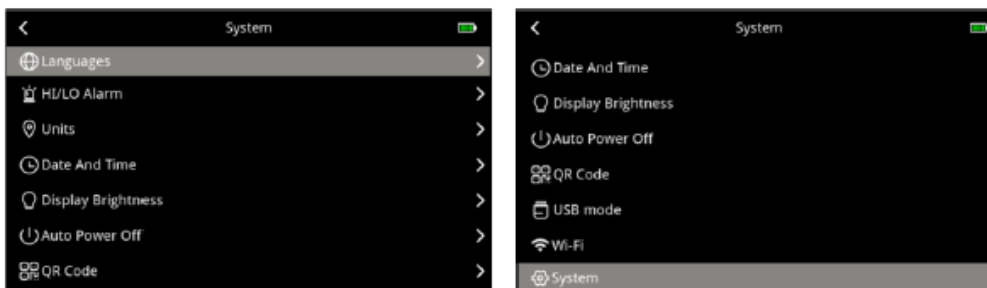 System
Languages
HI/LO Alarm
Units
Date And Time
Display Brightness
Auto Power Off
QR Code
System
Date And Time
Display Brightness
Auto Power Off
QR Code
USB mode
Wi-Fi
System